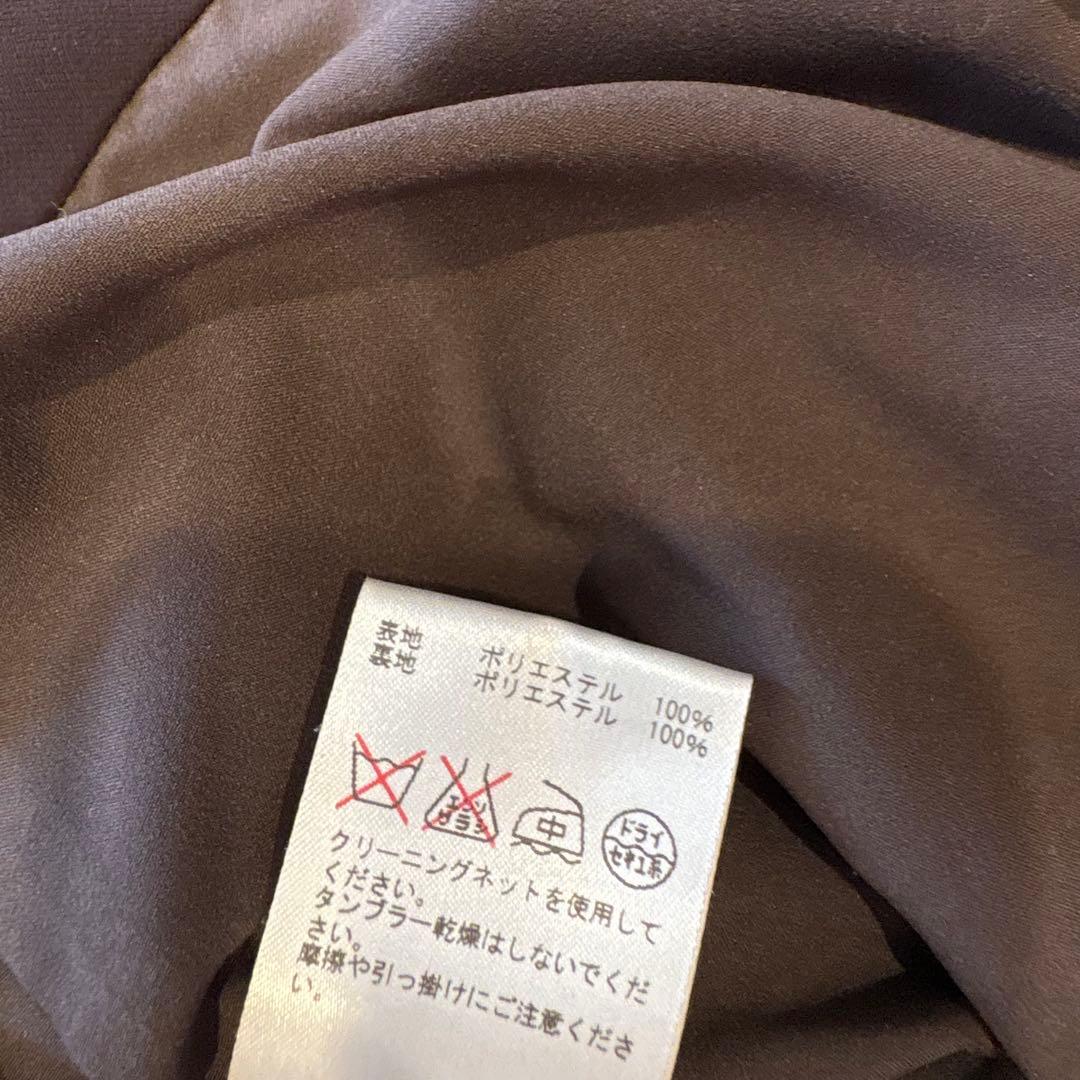 表地 ポリエステル 100%
裏地 ポリエステル 100%
エンソ サラシ
中
ドライ
セキユ系
クリーニングネットを使用して
ください。
タンブラー乾燥はしないでくだ
さい。
摩擦や引っ掛けにご注意くださ
い。